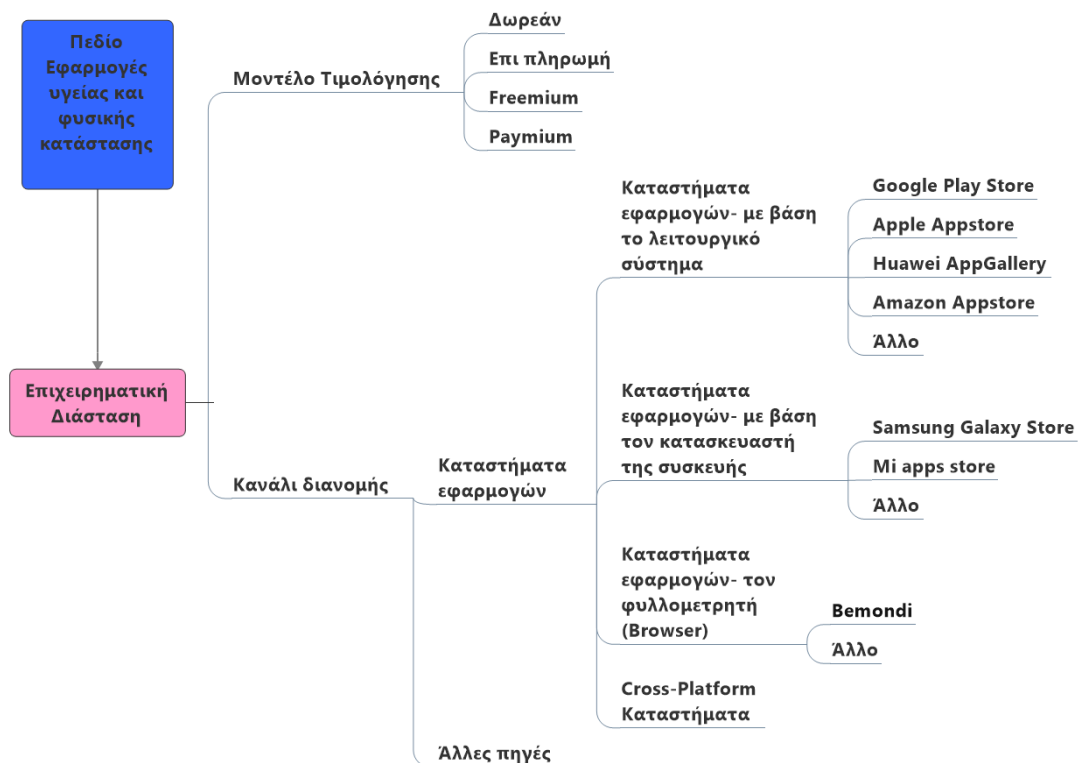 Πεδίο
Εφαρμογές
υγείας και
φυσικής
κατάστασης
Επιχειρηματική
Διάσταση
Μοντέλο Τιμολόγησης
Δωρεάν
Επι πληρωμή
Freemium
Paymium
Κανάλι διανομής
Καταστήματα
εφαρμογών
Καταστήματα
εφαρμογών- με βάση
το λειτουργικό
σύστημα
Google Play Store
Apple Appstore
Huawei AppGallery
Amazon Appstore
Άλλο
Καταστήματα
εφαρμογών- με βάση
τον κατασκευαστή
της συσκευής
Samsung Galaxy Store
Mi apps store
Άλλο
Καταστήματα
εφαρμογών- τον
φυλλομετρητή
(Browser)
Bemondi
Άλλο
Cross-Platform
Καταστήματα
Άλλες πηγές